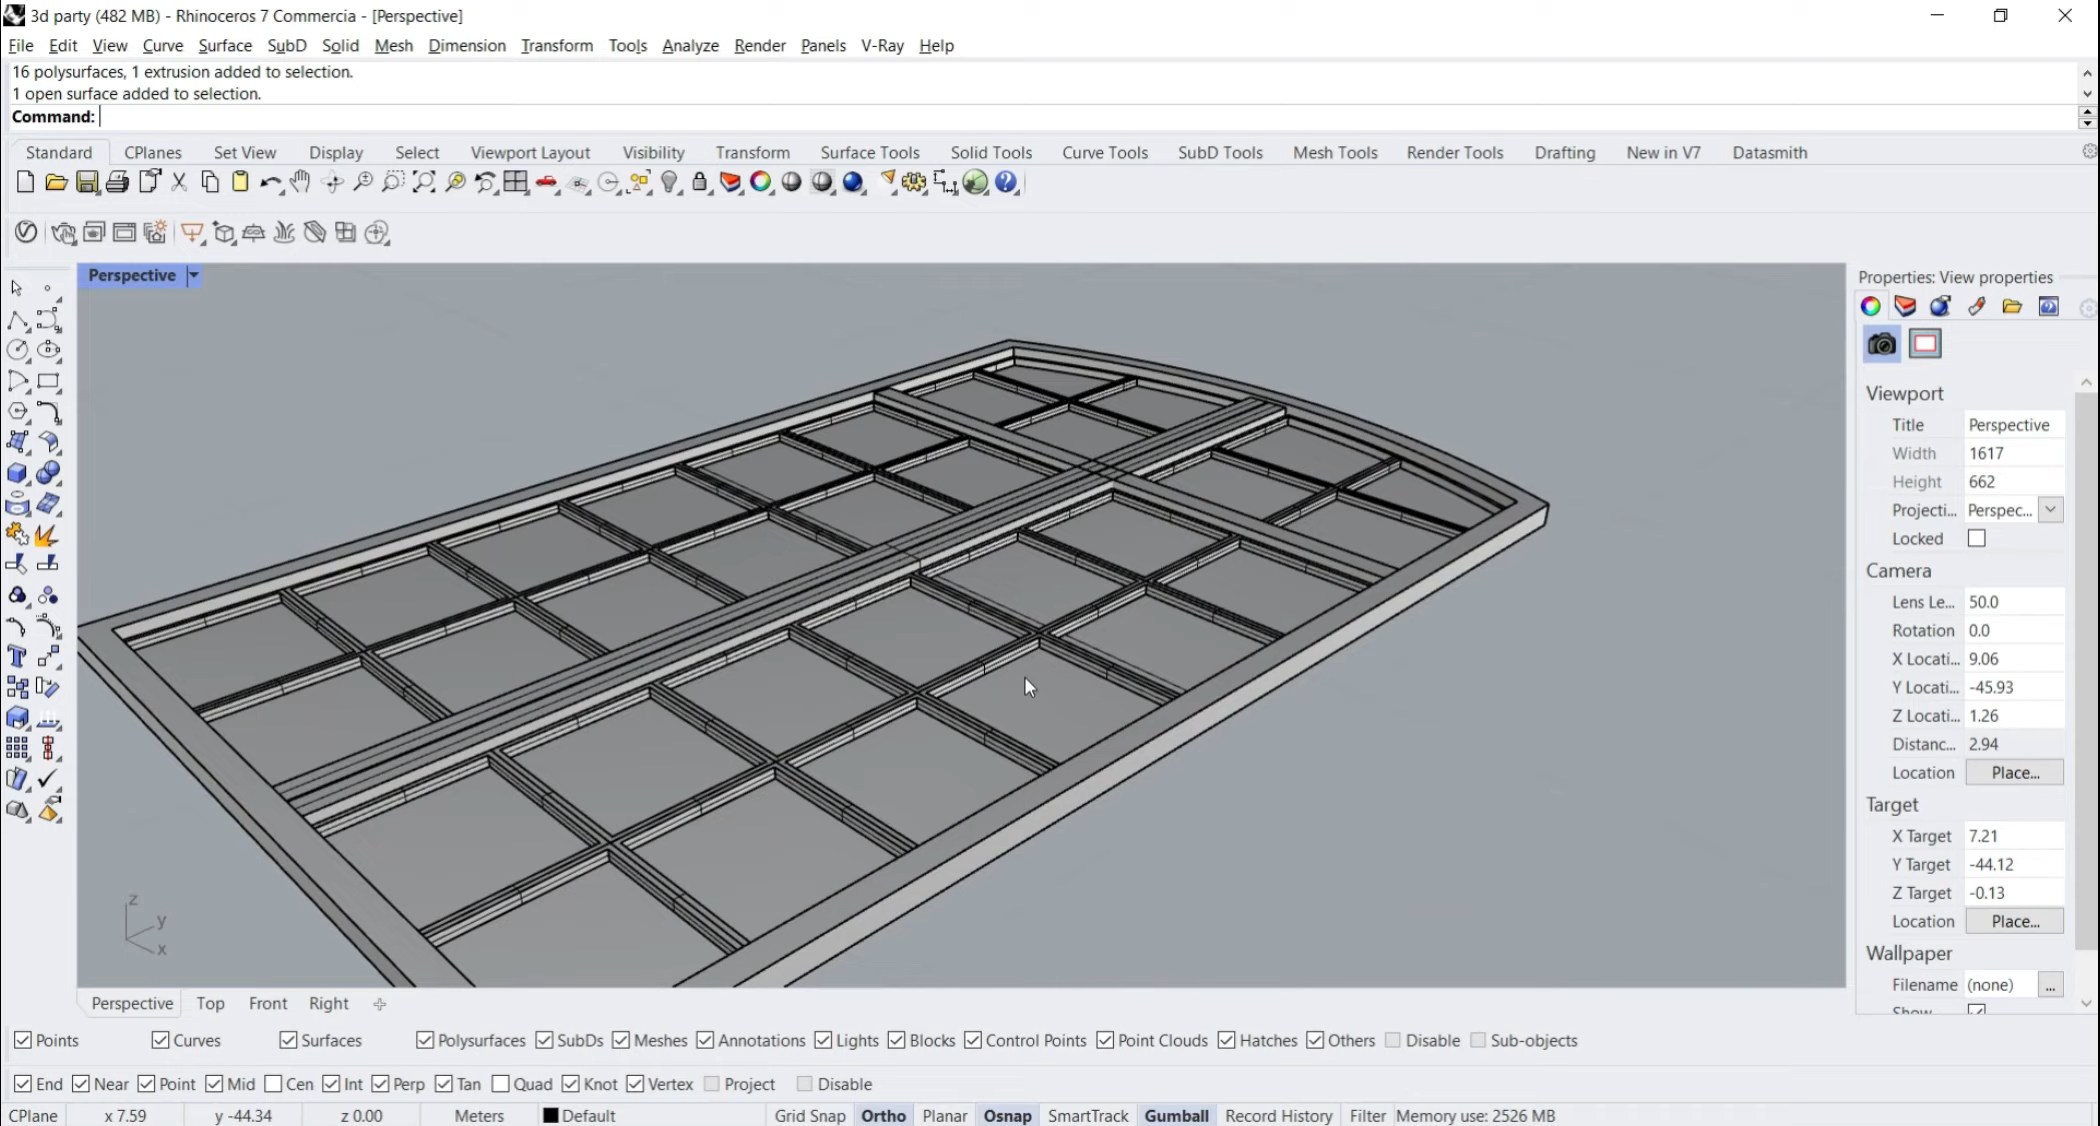 3d party (482 MB) - Rhinoceros 7 Commercia - [Perspective]
File Edit View Curve Surface SubD Solid Mesh Dimension Transform Tools Analyze Render Panels V-Ray Help
16 polysurfaces, 1 extrusion added to selection.
1 open surface added to selection.
Command:
Standard CPlanes Set View Display Select Viewport Layout Visibility Transform Surface Tools Solid Tools Curve Tools SubD Tools Mesh Tools Render Tools Drafting New in V7 Datasmith
Perspective
Properties: View properties
Viewport
Title Perspective
Width 1617
Height 662
Projecti... Perspec...
Locked
Camera
Lens Le... 50.0
Rotation 0.0
X Locati... 9.06
Y Locati... -45.93
Z Locati... 1.26
Distanc... 2.94
Location Place...
Target
X Target 7.21
Y Target -44.12
Z Target -0.13
Location Place...
Wallpaper
Filename (none) ...
Show
z
y
x
Perspective Top Front Right
Points Curves Surfaces Polysurfaces SubDs Meshes Annotations Lights Blocks Control Points Point Clouds Hatches Others Disable Sub-objects
End Near Point Mid Cen Int Perp Tan Quad Knot Vertex Project Disable
CPlane x 7.59 y -44.34 z 0.00 Meters Default Grid Snap Ortho Planar Osnap SmartTrack Gumball Record History Filter Memory use: 2526 MB